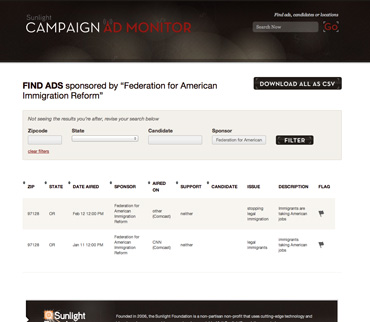 Sunlight
CAMPAIGN AD MONITOR
Find ads, candidates or locations
Search Now
Go
FIND ADS sponsored by “Federation for American
Immigration Reform”
DOWNLOAD ALL AS CSV
Not seeing the results you're after, revise your search below
Zipcode State Candidate Sponsor
Federation for American
FILTER
clear filters
ZIP STATE DATE AIRED SPONSOR AIRED ON SUPPORT CANDIDATE ISSUE DESCRIPTION FLAG
97128 OR Feb 12 12:00 PM Federation for American Immigration Reform other (Comcast) neither stopping legal immigration immigrants are taking American jobs
97128 OR Jan 11 12:00 PM Federation for American Immigration Reform CNN (Comcast) neither legal immigrants immigrants taking American jobs
Sunlight
Founded in 2006, the Sunlight Foundation is a non-partisan non-profit that uses cutting-edge technology and